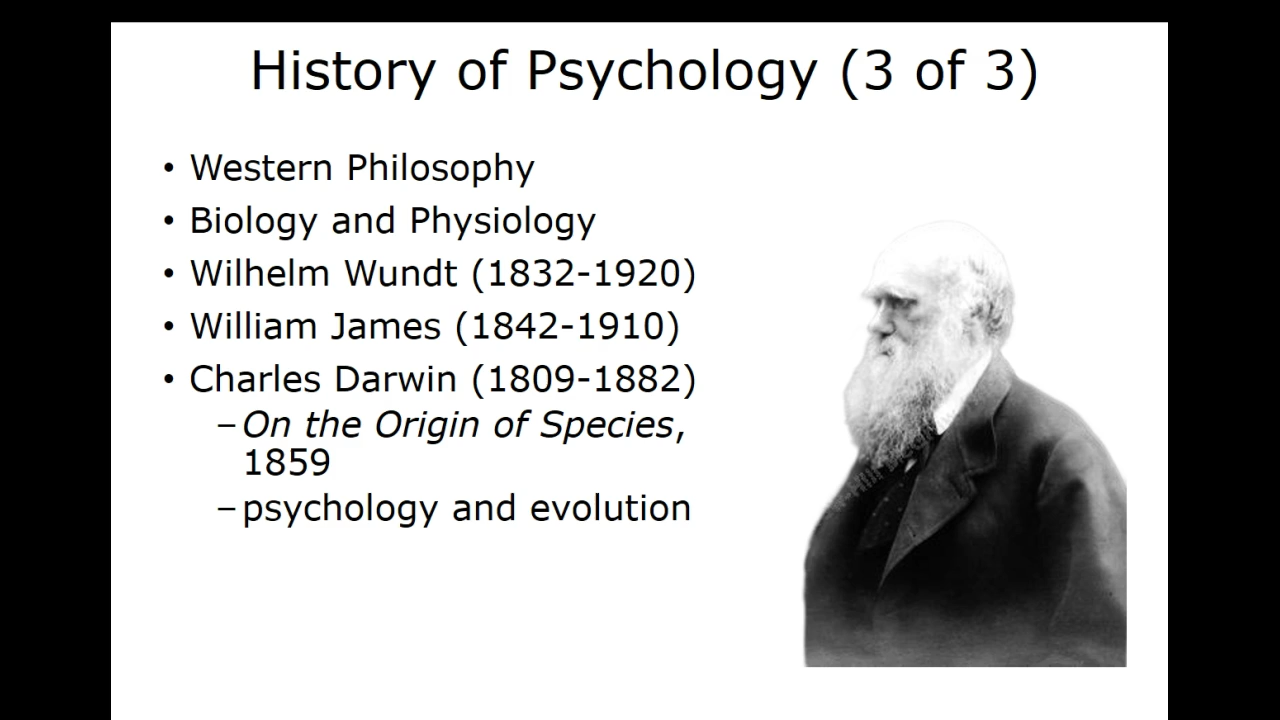 History of Psychology (3 of 3)
• Western Philosophy
• Biology and Physiology
• Wilhelm Wundt (1832-1920)
• William James (1842-1910)
• Charles Darwin (1809-1882)
–On the Origin of Species,
1859
–psychology and evolution